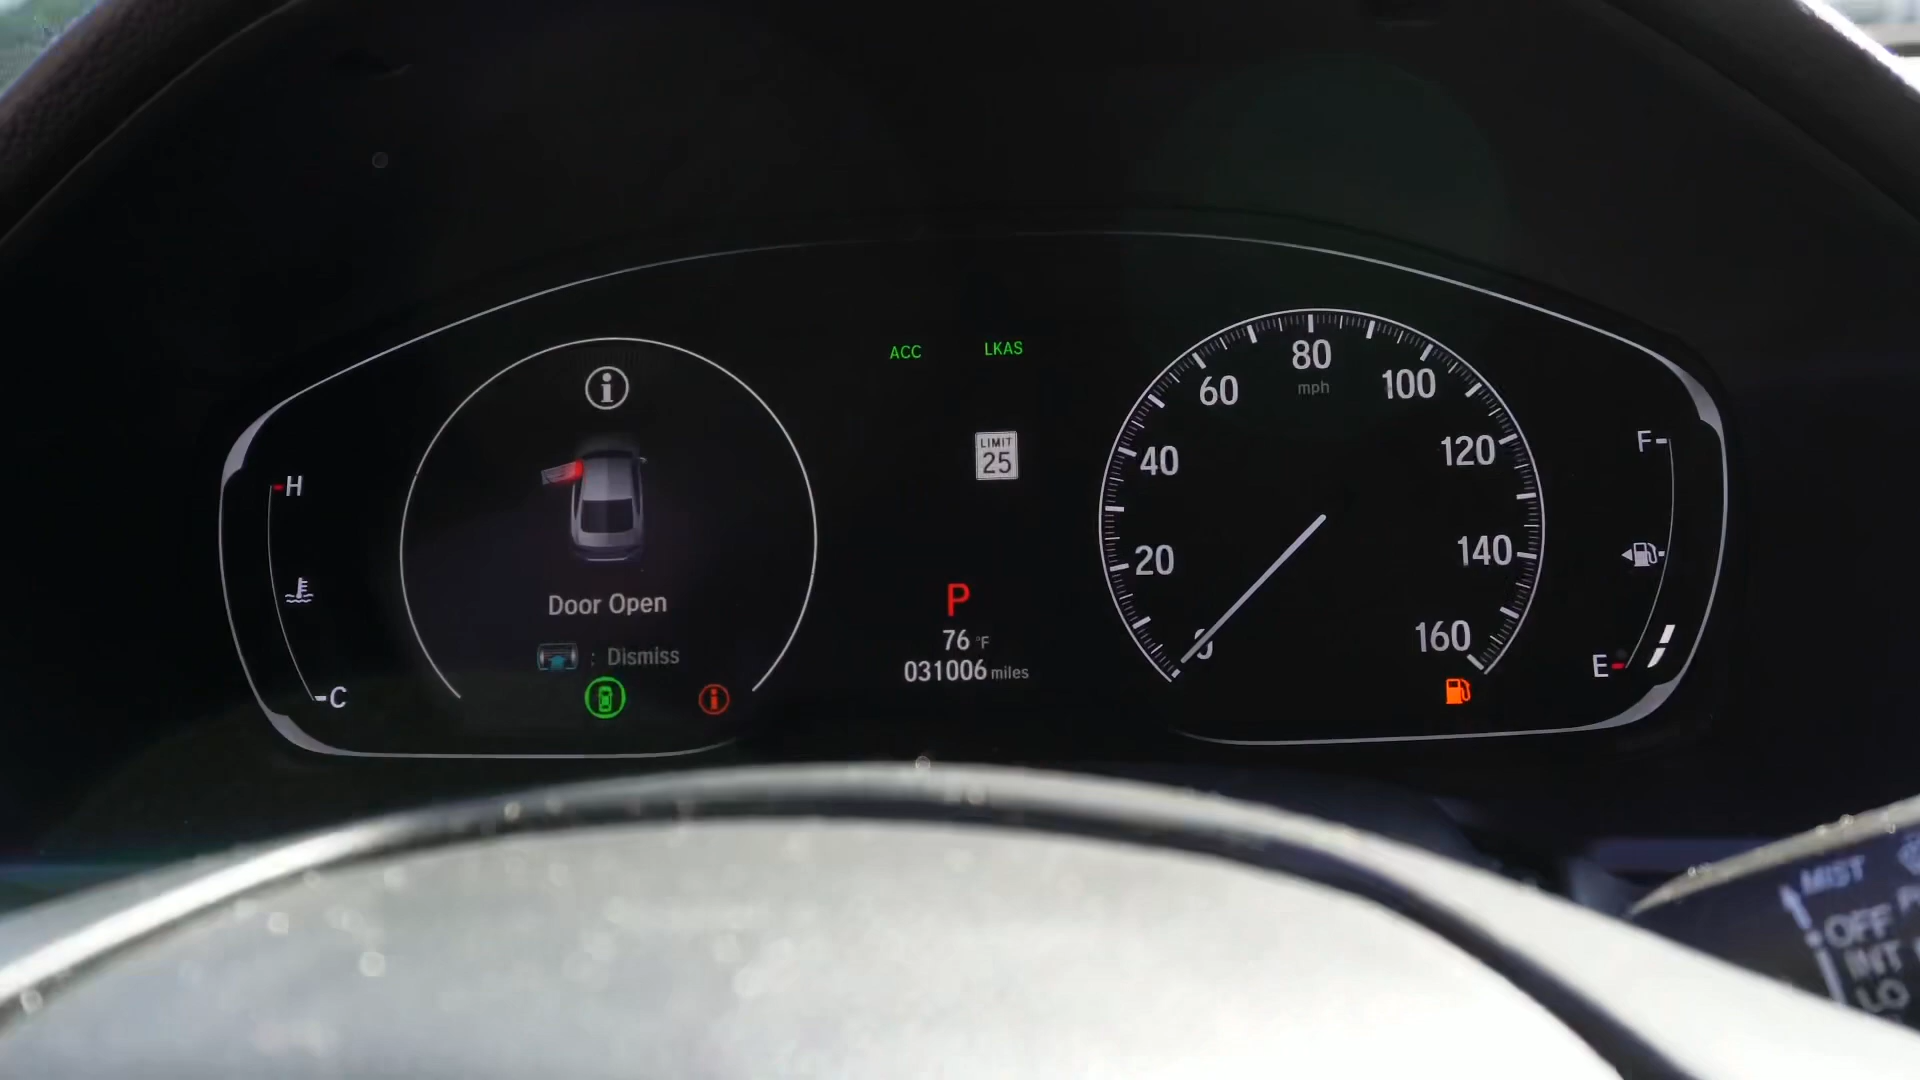 ACC LKAS
LIMIT
25
H
C
Door Open
: Dismiss
P
76 °F
031006 miles
0
20
40
60
80
100
120
140
160
mph
F
E
MIST
OFF
INT
LO